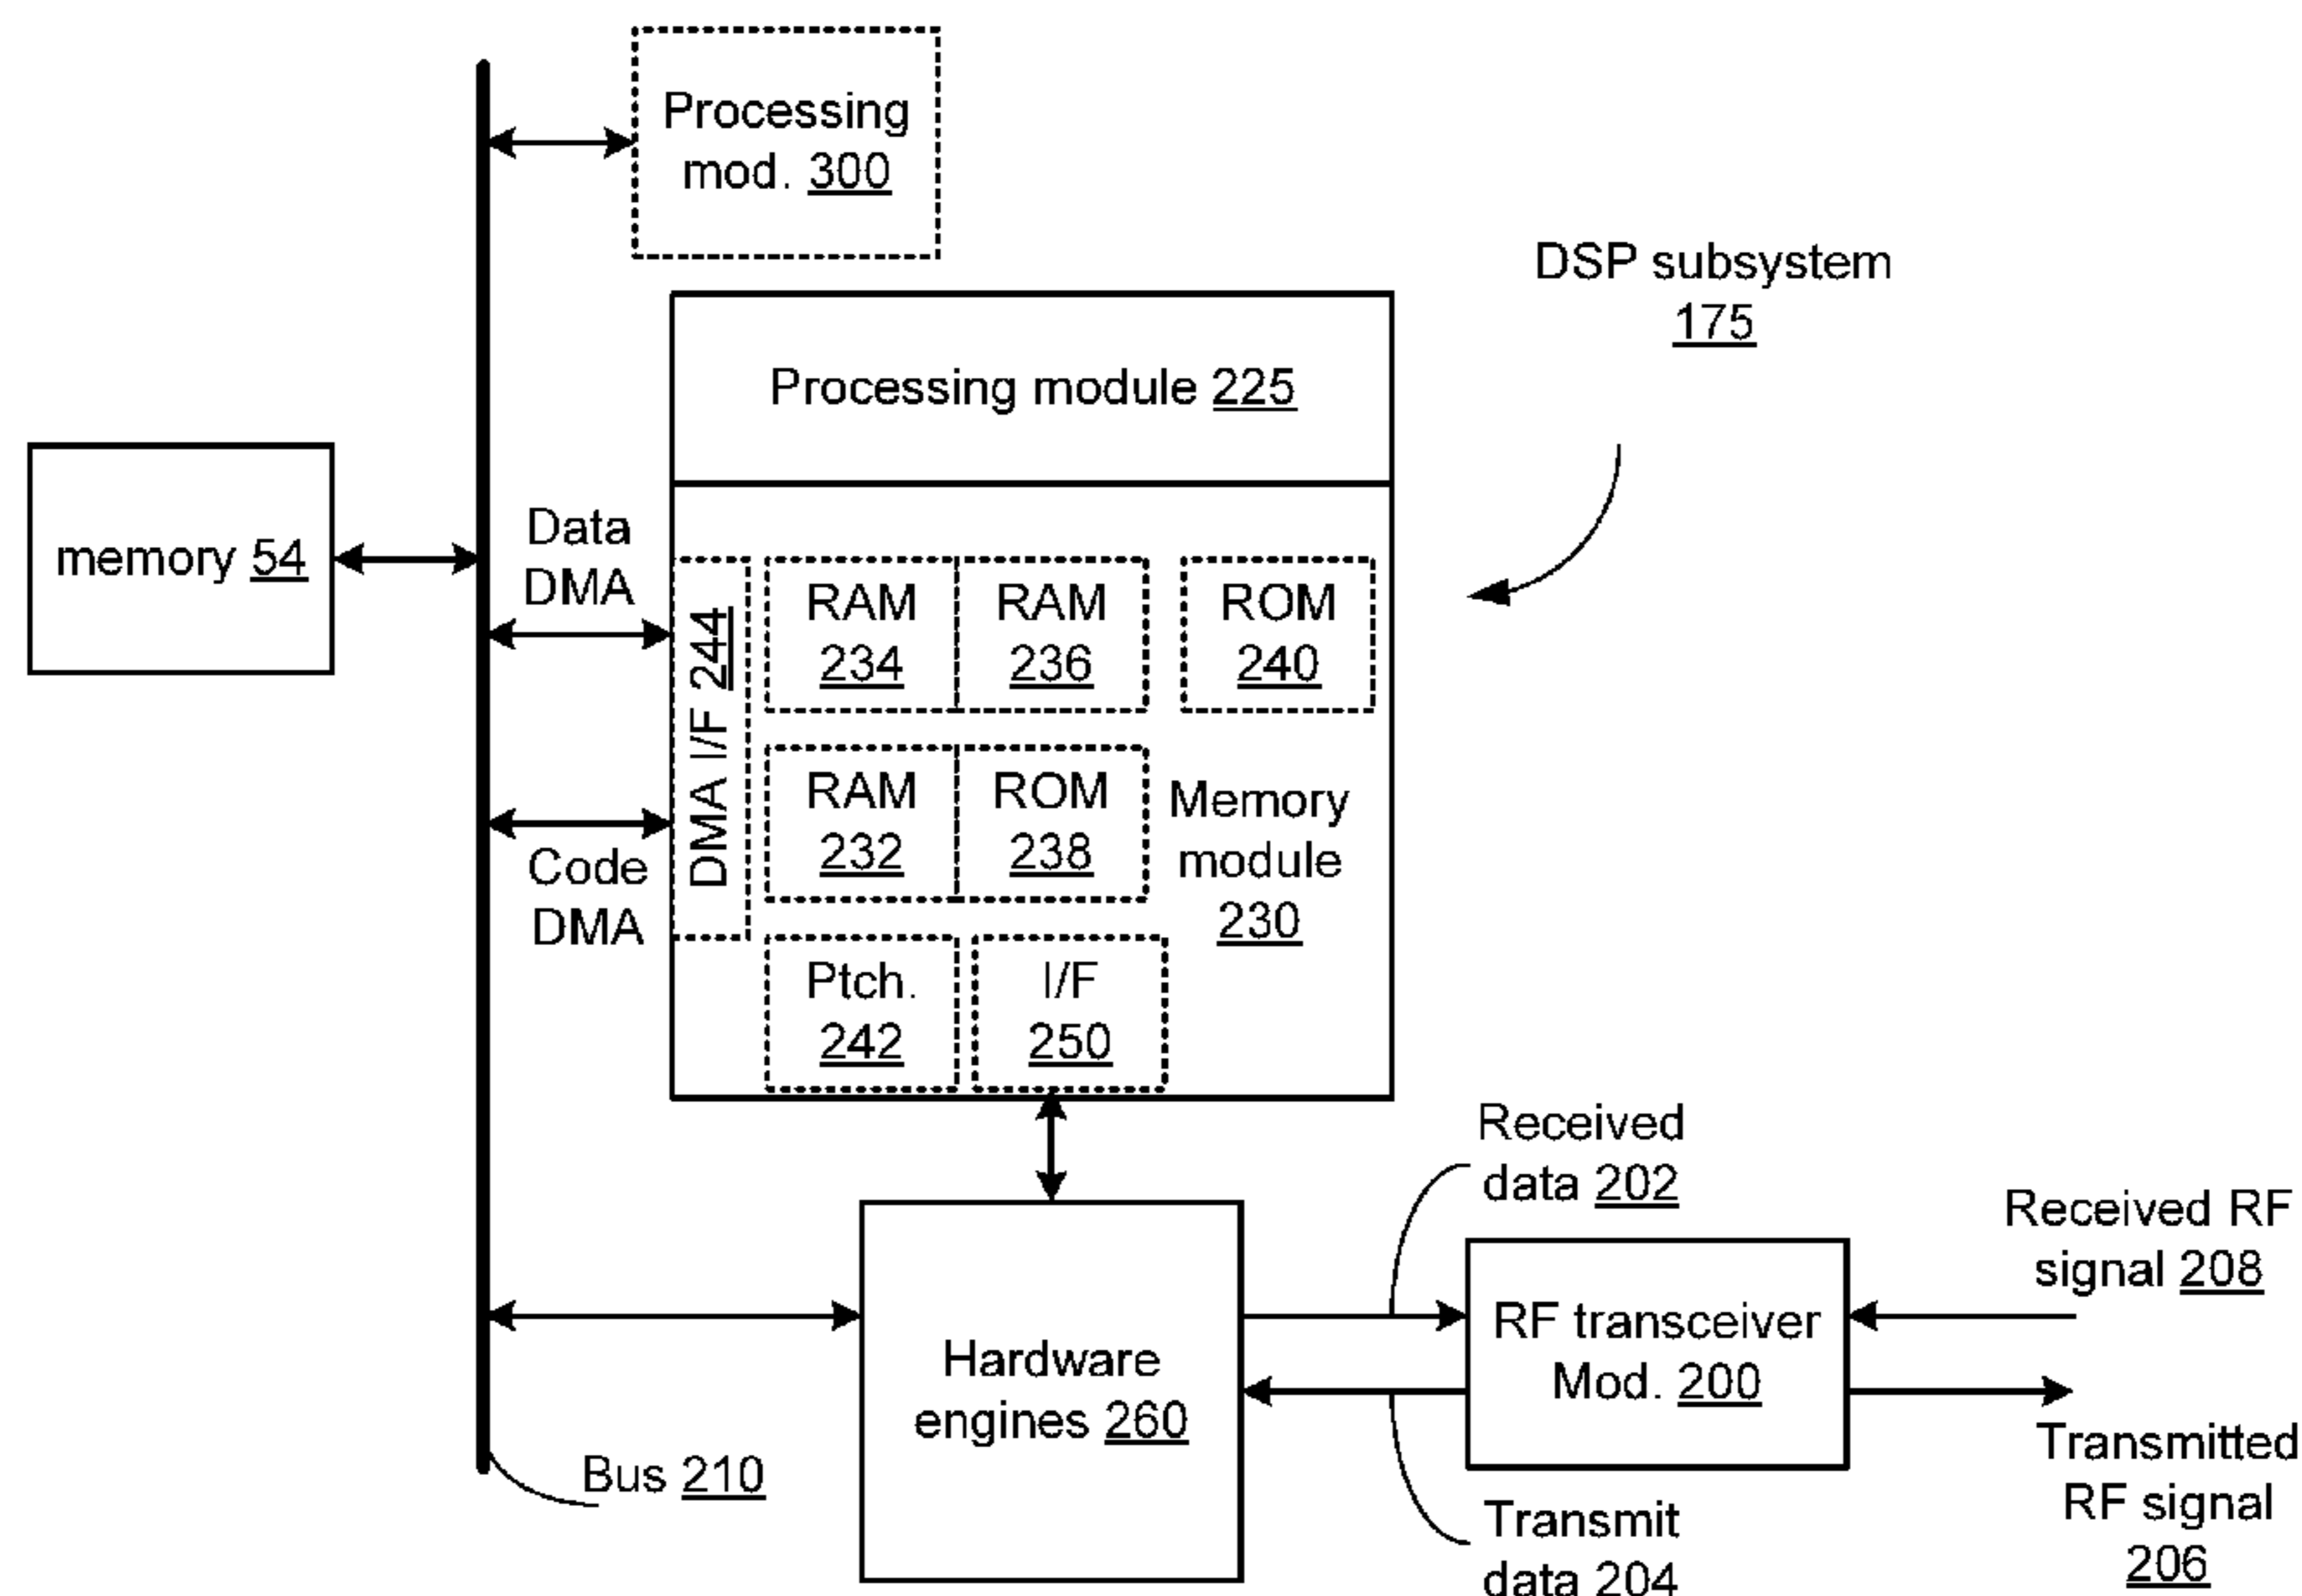 Processing
mod. 300
DSP subsystem
175
Processing module 225
memory 54
Data
DMA
DMA I/F 244
RAM
234
RAM
236
ROM
240
RAM
232
ROM
238
Memory
module
230
Code
DMA
Ptch.
242
I/F
250
Received
data 202
Received RF
signal 208
RF transceiver
Mod. 200
Hardware
engines 260
Bus 210
Transmit
data 204
Transmitted
RF signal
206